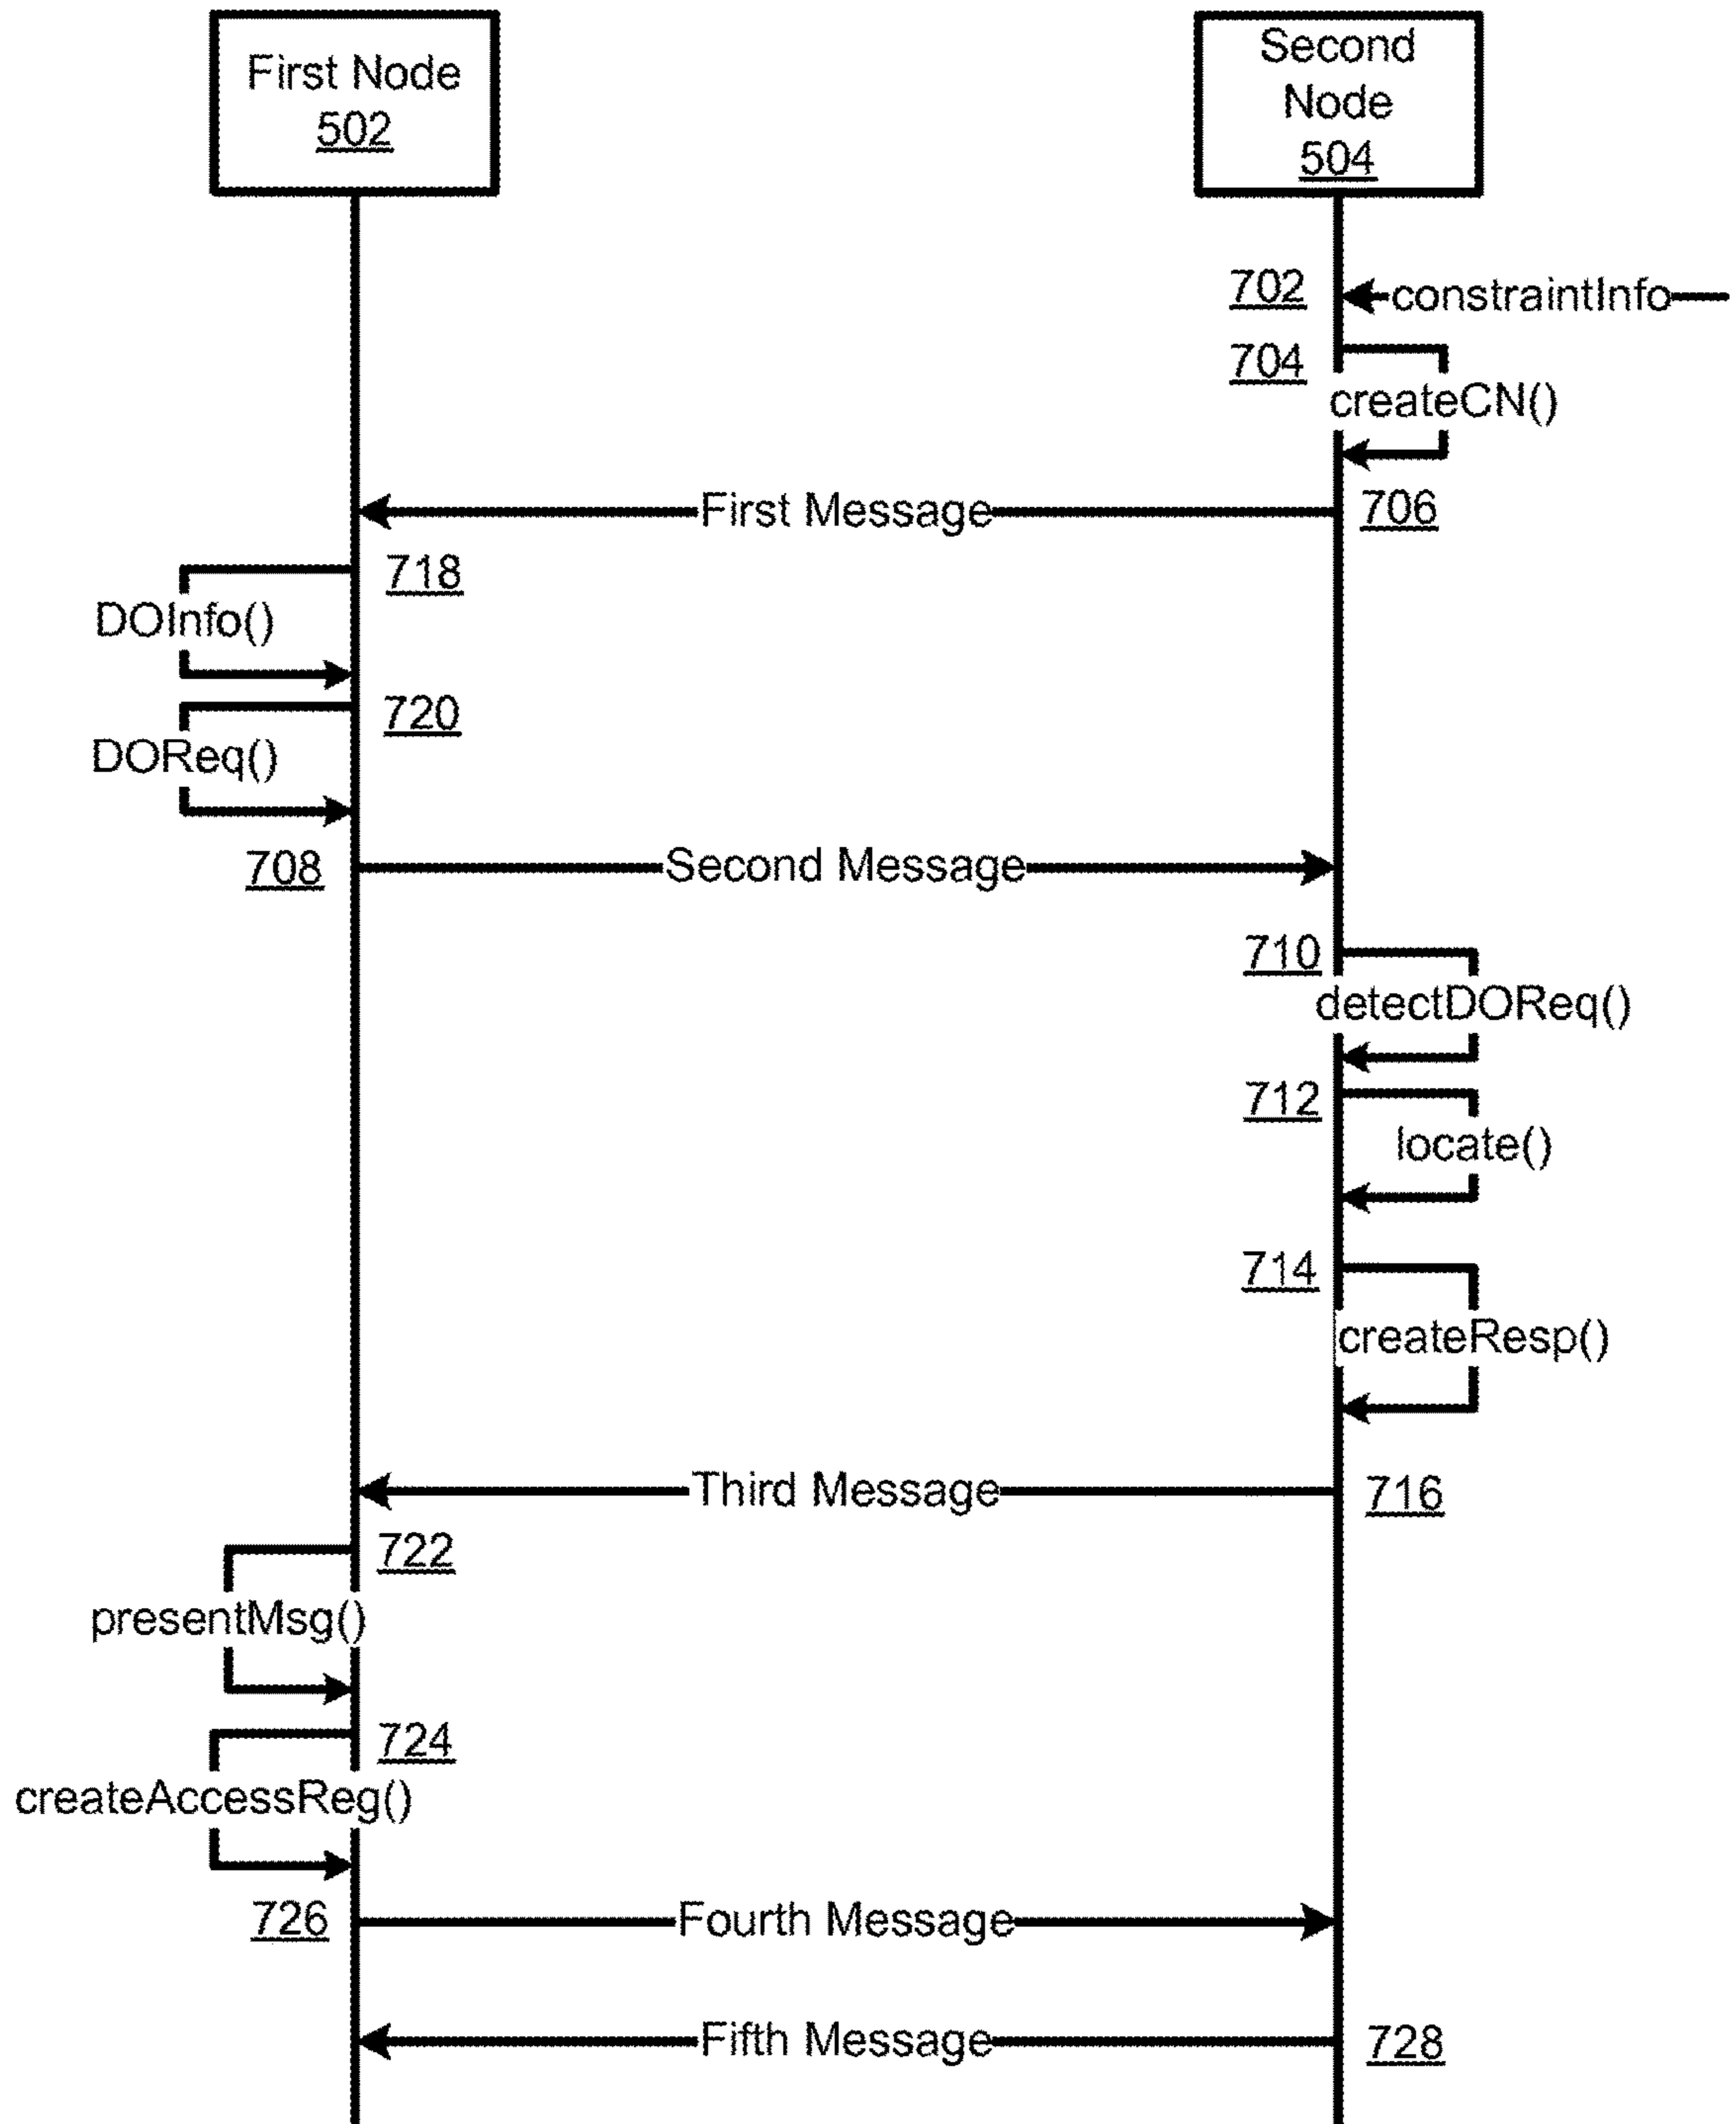 First Node
502
Second
Node
504
702
constraintInfo
704
createCN()
First Message
706
718
DOInfo()
720
DOReq()
708
Second Message
710
detectDOReq()
712
locate()
714
createResp()
Third Message
716
722
presentMsg()
724
createAccessReg()
726
Fourth Message
Fifth Message
728